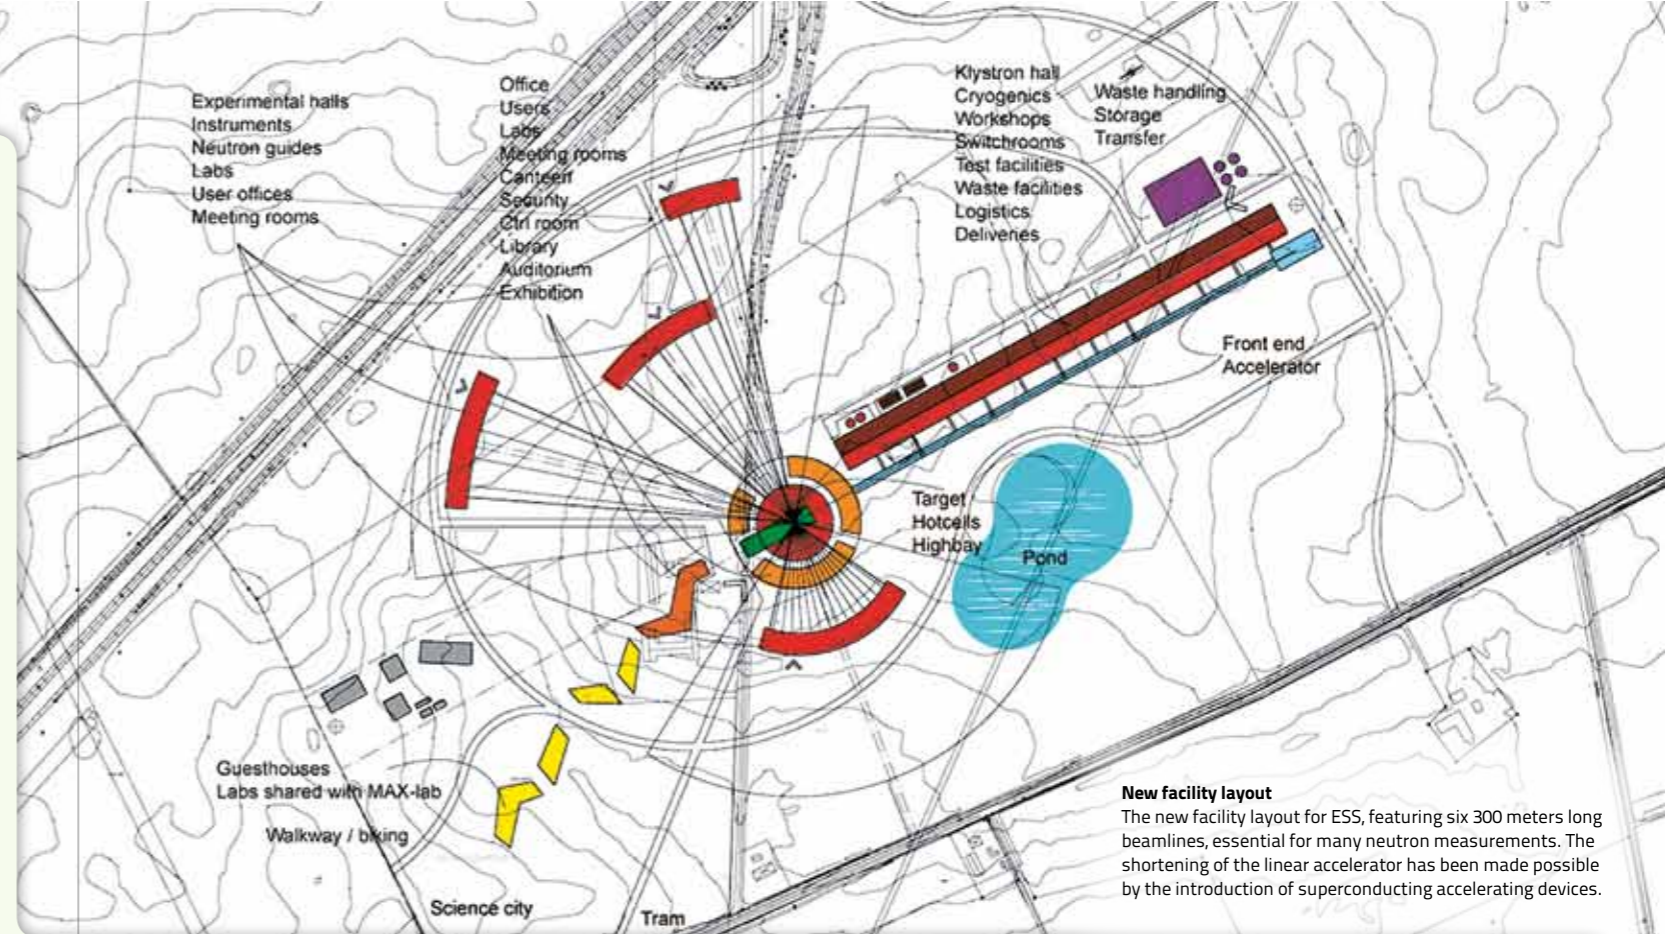 Experimental halls
Instruments
Neutron guides
Labs
User offices
Meeting rooms
Office
Users
Labs
Meeting rooms
Canteen
Security
Ctrl room
Library
Auditorium
Exhibition
Klystron hall
Cryogenics
Workshops
Switchrooms
Test facilities
Waste facilities
Logistics
Deliveries
Waste handling
Storage
Transfer
Front end
Accelerator
Target
Hotcells
Highbay
Pond
Guesthouses
Labs shared with MAX-lab
Walkway / biking
Science city
Tram
New facility layout
The new facility layout for ESS, featuring six 300 meters long
beamlines, essential for many neutron measurements. The
shortening of the linear accelerator has been made possible
by the introduction of superconducting accelerating devices.